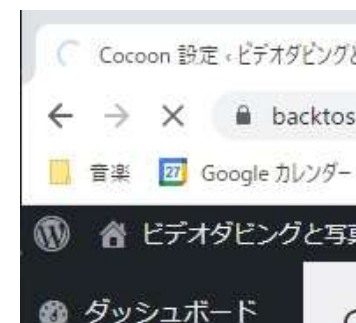 Cocoon 設定 ‹ ビデオダビングと
backtos
音楽 27 Google カレンダー
ビデオダビングと写真
ダッシュボード